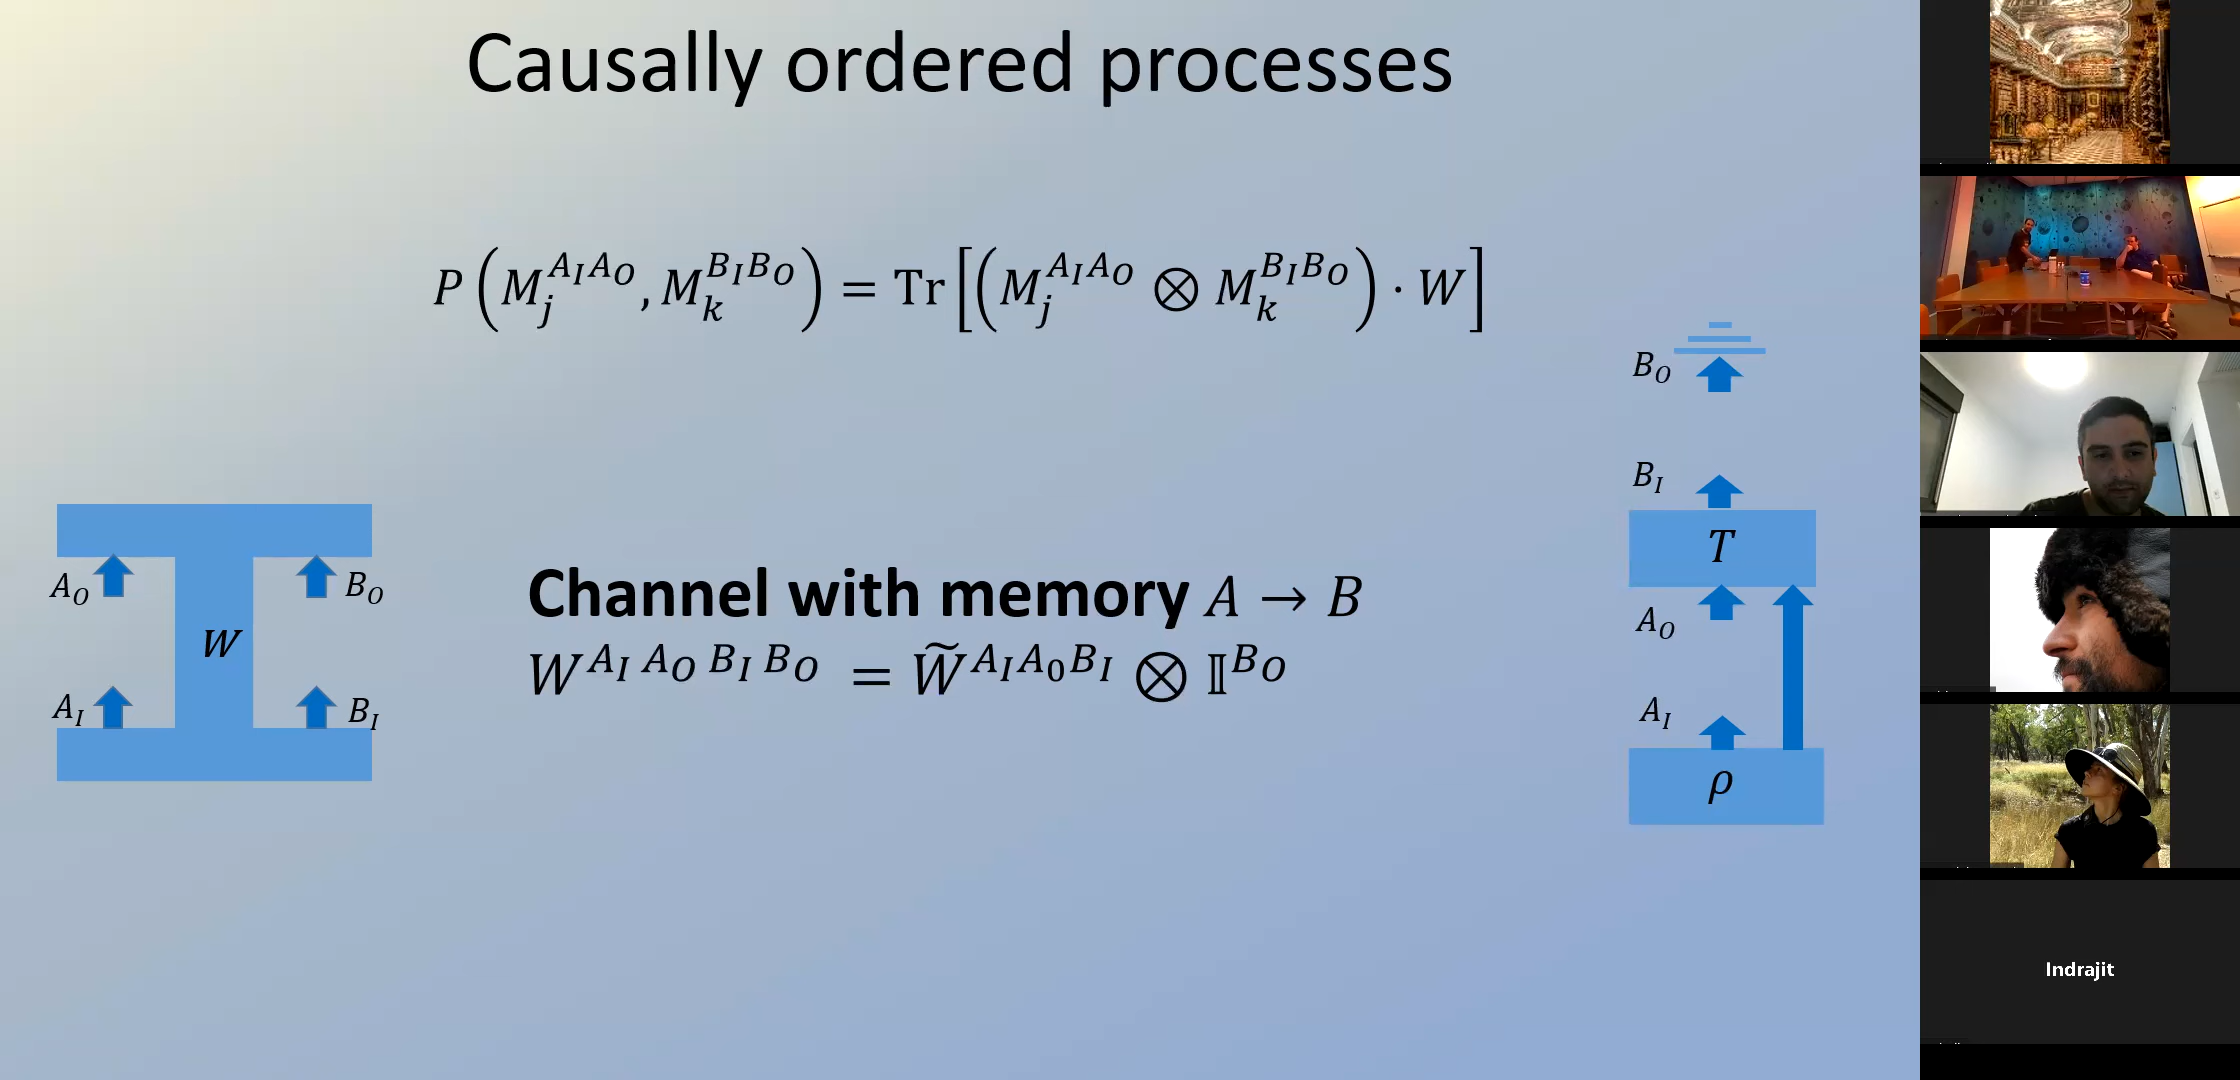 Causally ordered processes
P(M_j^{A_I A_O}, M_k^{B_I B_O}) = Tr[(M_j^{A_I A_O} ⊗ M_k^{B_I B_O}) · W]
B_O
B_I
T
A_O
A_I
ρ
A_O
B_O
W
A_I
B_I
Channel with memory A → B
W^{A_I A_O B_I B_O} = W̃^{A_I A_0 B_I} ⊗ 𝕀^{B_O}
Indrajit